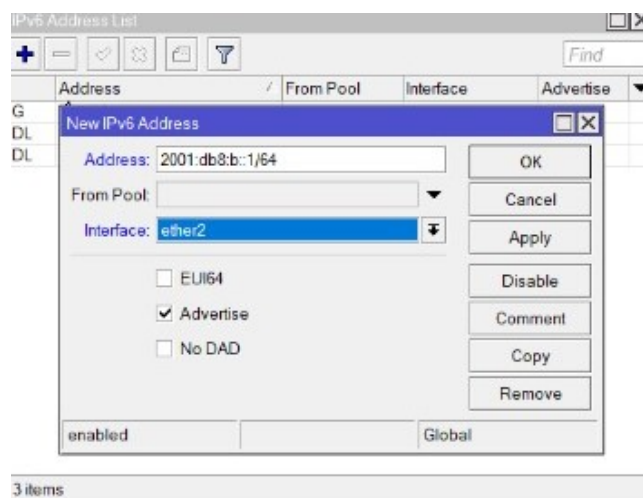 IPv6 Address List
Find
Address / From Pool Interface Advertise
G
DL
DL
New IPv6 Address
Address: 2001:db8:b::1/64
OK
From Pool:
Cancel
Interface: ether2
Apply
EUI64
Disable
Advertise
Comment
No DAD
Copy
Remove
enabled Global
3 items